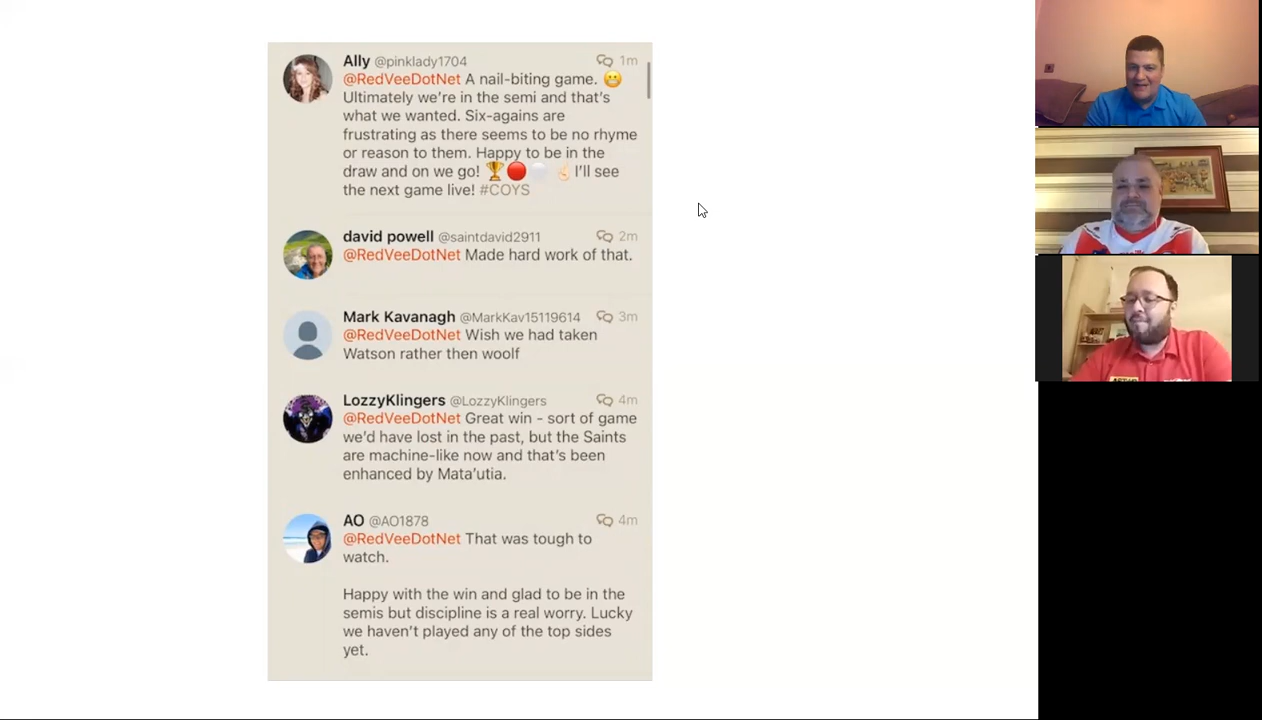 Ally @pinklady1704 1m
@RedVeeDotNet A nail-biting game. 😬
Ultimately we're in the semi and that's
what we wanted. Six-agains are
frustrating as there seems to be no rhyme
or reason to them. Happy to be in the
draw and on we go! 🏆🔴⚪🤞🏻I'll see
the next game live! #COYS
david powell @saintdavid2911 2m
@RedVeeDotNet Made hard work of that.
Mark Kavanagh @MarkKav15119614 3m
@RedVeeDotNet Wish we had taken
Watson rather then woolf
LozzyKlingers @LozzyKlingers 4m
@RedVeeDotNet Great win - sort of game
we'd have lost in the past, but the Saints
are machine-like now and that's been
enhanced by Mata'utia.
AO @AO1878 4m
@RedVeeDotNet That was tough to
watch.
Happy with the win and glad to be in the
semis but discipline is a real worry. Lucky
we haven't played any of the top sides
yet.